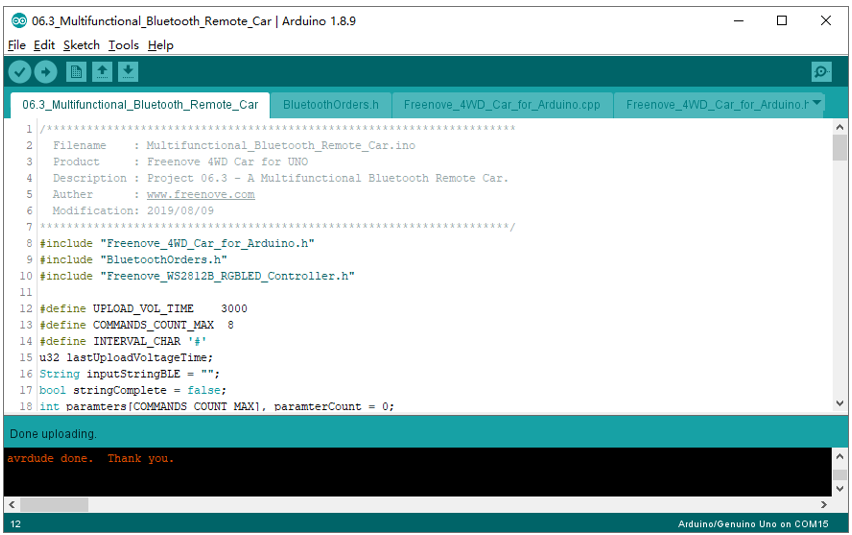 06.3_Multifunctional_Bluetooth_Remote_Car | Arduino 1.8.9
File Edit Sketch Tools Help
06.3_Multifunctional_Bluetooth_Remote_Car BluetoothOrders.h Freenove_4WD_Car_for_Arduino.cpp Freenove_4WD_Car_for_Arduino.h
1 /**********************************************************************
2 Filename : Multifunctional_Bluetooth_Remote_Car.ino
3 Product : Freenove 4WD Car for UNO
4 Description : Project 06.3 - A Multifunctional Bluetooth Remote Car.
5 Auther : www.freenove.com
6 Modification: 2019/08/09
7 **********************************************************************/
8 #include "Freenove_4WD_Car_for_Arduino.h"
9 #include "BluetoothOrders.h"
10 #include "Freenove_WS2812B_RGBLED_Controller.h"
11
12 #define UPLOAD_VOL_TIME 3000
13 #define COMMANDS_COUNT_MAX 8
14 #define INTERVAL_CHAR '#'
15 u32 lastUploadVoltageTime;
16 String inputStringBLE = "";
17 bool stringComplete = false;
18 int paramters[COMMANDS_COUNT_MAX], paramterCount = 0;
Done uploading.
avrdude done. Thank you.
12 Arduino/Genuino Uno on COM15